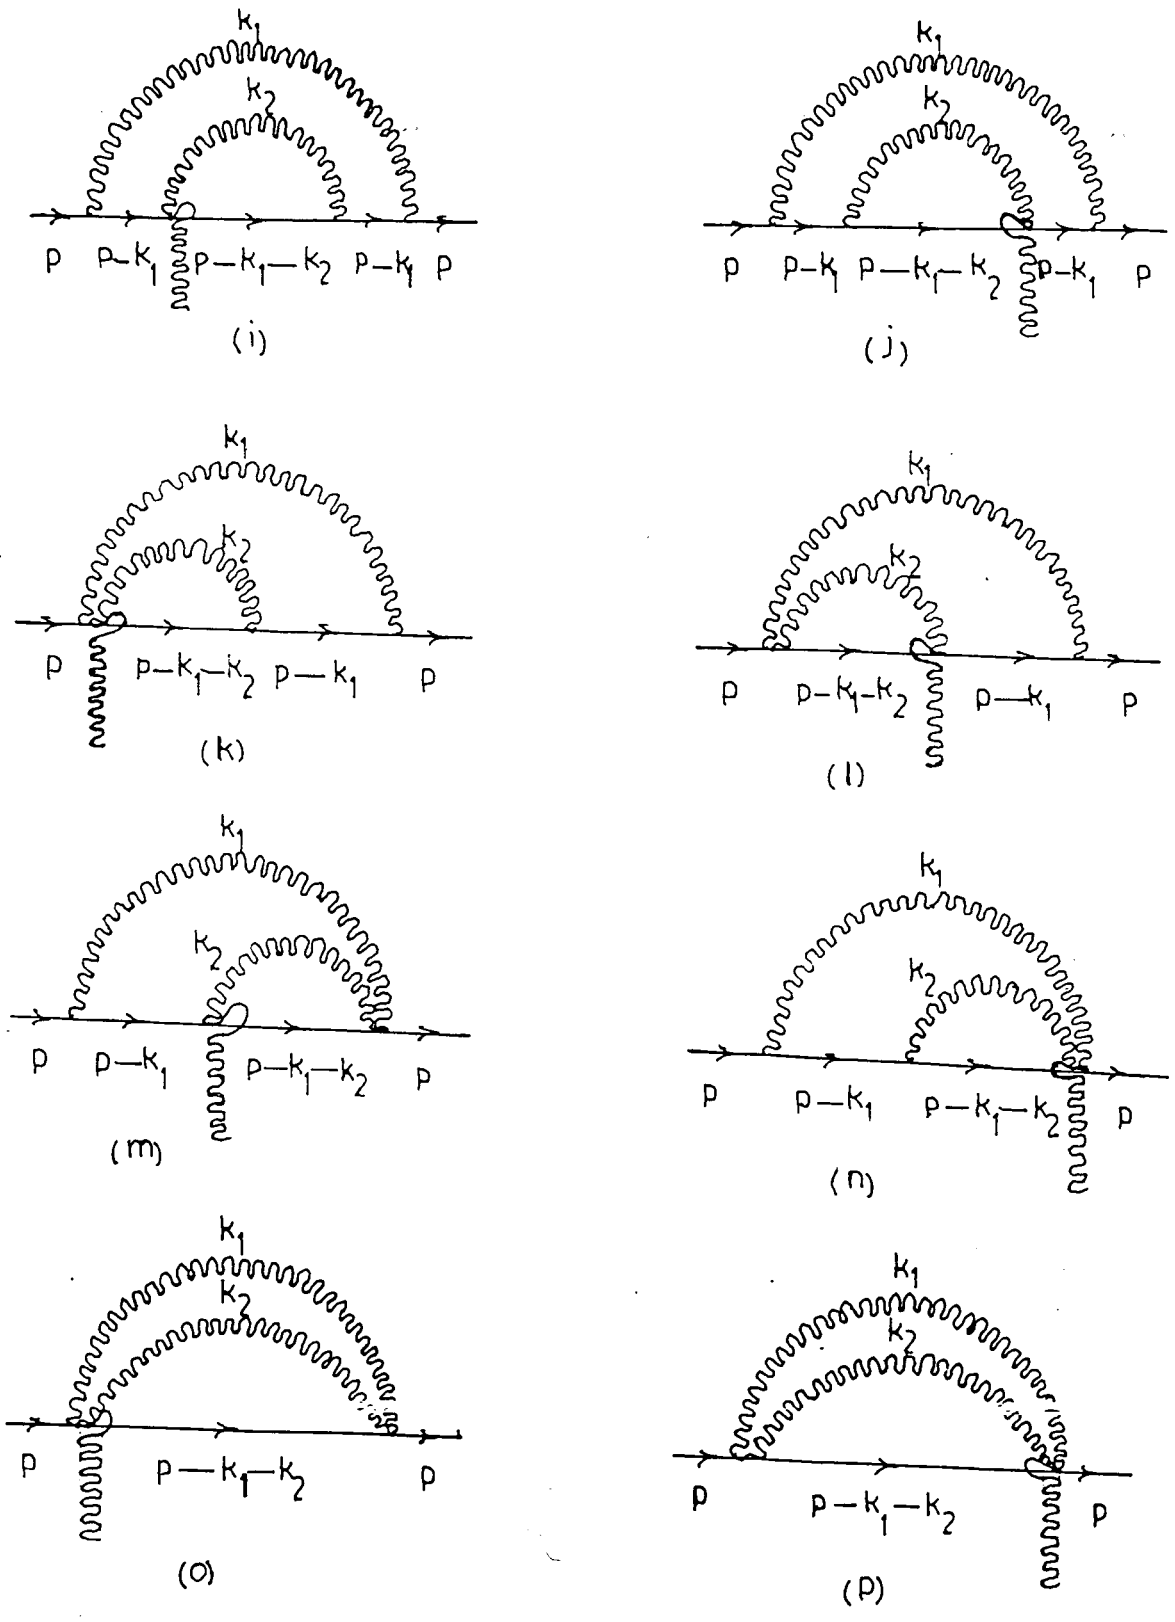 k₁
k₂
p p–k₁ p–k₁–k₂ p–k₁ p
(i)
k₁
k₂
p p–k₁ p–k₁–k₂ p–k₁ p
(j)
k₁
k₂
p p–k₁–k₂ p–k₁ p
(k)
k₁
k₂
p p–k₁–k₂ p–k₁ p
(l)
k₁
k₂
p p–k₁ p–k₁–k₂ p
(m)
k₁
k₂
p p–k₁ p–k₁–k₂ p
(n)
k₁
k₂
p p–k₁–k₂ p
(o)
k₁
k₂
p p–k₁–k₂ p
(p)